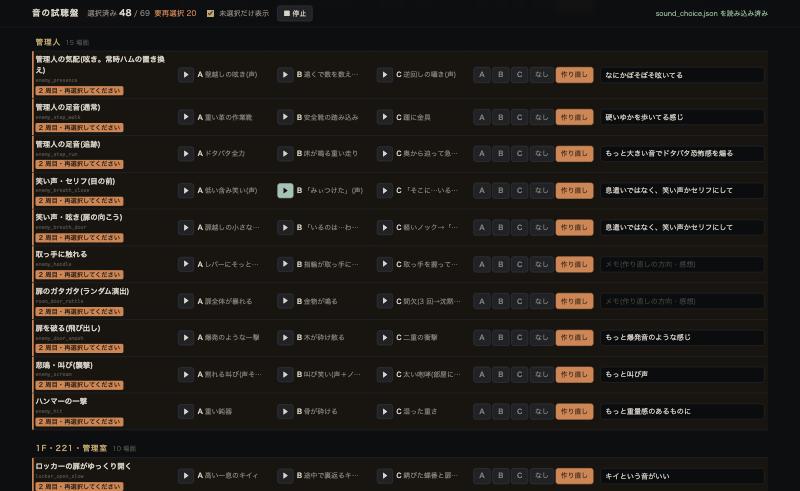 音の試聴盤 選択済み 48 / 69 要再選択 20 未選択だけ表示 ■ 停止 sound_choice.json を読み込み済み
管理人 15 場面
管理人の気配(呟き。常時ハムの置き換え)
enemy_presence
2 周目・再選択してください
A 壁越しの呟き(声) B 遠くで数を数え… C 逆回しの囁き(声) A B C なし 作り直し なにかぼそぼそ呟いてる
管理人の足音(通常)
enemy_step_walk
2 周目・再選択してください
A 重い革の作業靴 B 安全靴の踏み込み C 踵に金具 A B C なし 作り直し 硬いゆかを歩いてる感じ
管理人の足音(追跡)
enemy_step_run
2 周目・再選択してください
A ドタバタ全力 B 床が鳴る重い走り C 奥から迫って急… A B C なし 作り直し もっと大きい音でドタバタ恐怖感を煽る
笑い声・セリフ(目の前)
enemy_breath_close
2 周目・再選択してください
A 低い含み笑い(声) B 「みぃつけた」(声) C 「そこに…いる… A B C なし 作り直し 息遣いではなく、笑い声かセリフにして
笑い声・呟き(扉の向こう)
enemy_breath_door
2 周目・再選択してください
A 扉越しの小さな… B 「いるのは…わ… C 軽いノック→「… A B C なし 作り直し 息遣いではなく、笑い声かセリフにして
取っ手に触れる
enemy_handle
2 周目・再選択してください
A レバーにそっと… B 指輪が取っ手に… C 取っ手を握って… A B C なし 作り直し メモ(作り直しの方向・感想)
扉のガタガタ(ランダム演出)
room_door_rattle
2 周目・再選択してください
A 扉全体が暴れる B 金物が鳴る C 間欠(3 回→沈黙… A B C なし 作り直し メモ(作り直しの方向・感想)
扉を破る(飛び出し)
enemy_door_smash
2 周目・再選択してください
A 爆発のような一撃 B 木が砕け散る C 二重の衝撃 A B C なし 作り直し もっと爆発音のような感じ
悲鳴・叫び(襲撃)
enemy_scream
2 周目・再選択してください
A 割れる叫び(声そ… B 叫び笑い(声+ノ… C 太い咆哮(部屋に… A B C なし 作り直し もっと叫び声
ハンマーの一撃
enemy_hit
2 周目・再選択してください
A 重い鈍器 B 骨が砕ける C 湿った重さ A B C なし 作り直し もっと重量感のあるものに
1F・221・管理室 10 場面
ロッカーの扉がゆっくり開く
locker_open_slow
2 周目・再選択してください
A 高い一息のキィィ B 途中で裏返るキ… C 錆びた蝶番と扉… A B C なし 作り直し キイという音がいい